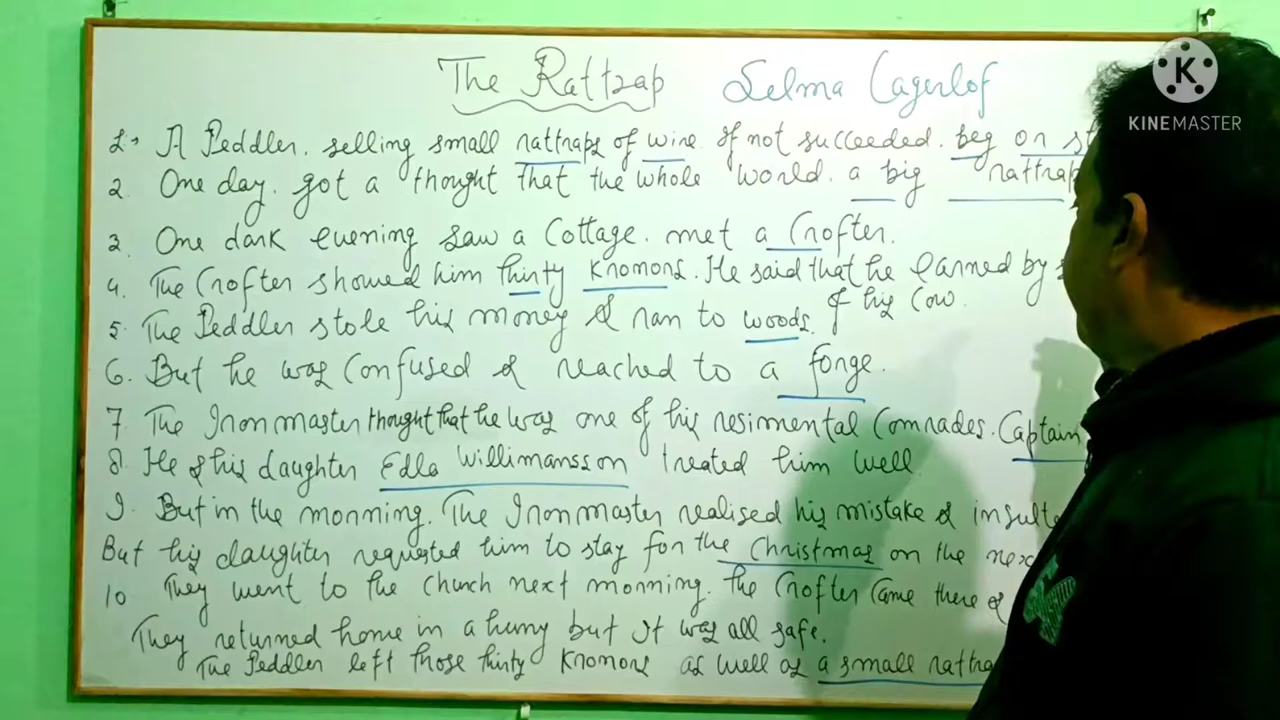 The Rattrap Selma Lagerlof
1. A Peddler. selling small rattraps of wire. If not succeeded. beg or st
2. One day. got a thought that the whole world. a big rattrap
3. One dark evening saw a Cottage. met a Crofter.
4. The Crofter showed him thirty Kronors. He said that he earned by
of his Cow.
5. The Peddler stole his money & ran to woods.
6. But he was Confused & reached to a forge.
7. The Ironmaster thought that he was one of his resimental Comrades. Captain
8. He & his daughter Edla Willimansson treated him well.
9. But in the morning. The Ironmaster realised his mistake & insulte
But his daughter requested him to stay for the Christmas on the nex
10 They went to the church next morning. the Crofter Came there &
They returned home in a hurry but it was all safe.
The Peddler left those thirty Kronors as well as a small rattra
K
KINEMASTER